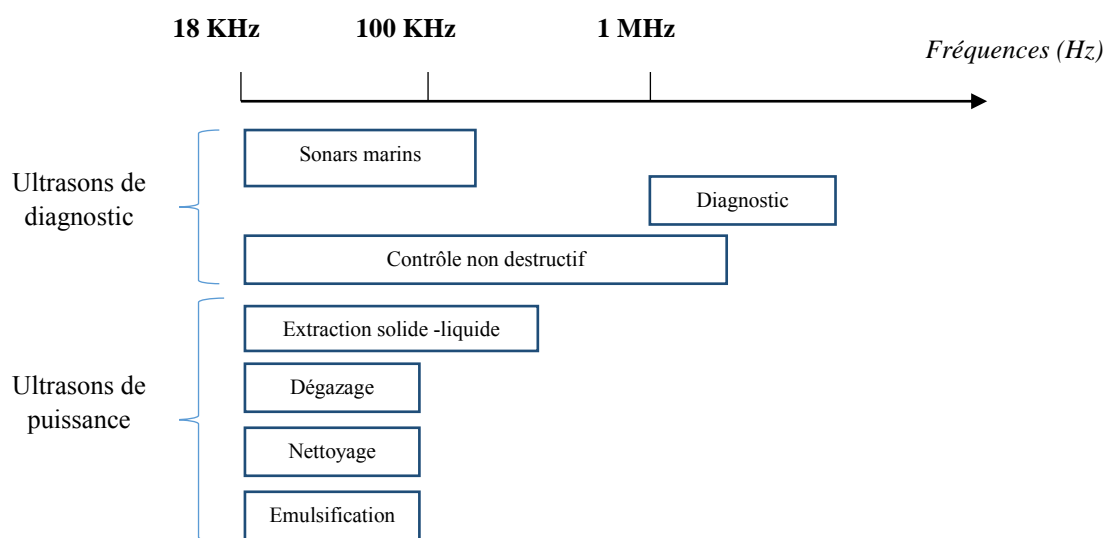 18 KHz 100 KHz 1 MHz
Fréquences (Hz)
Sonars marins
Ultrasons de
diagnostic
Diagnostic
Contrôle non destructif
Extraction solide -liquide
Dégazage
Ultrasons de
puissance
Nettoyage
Emulsification